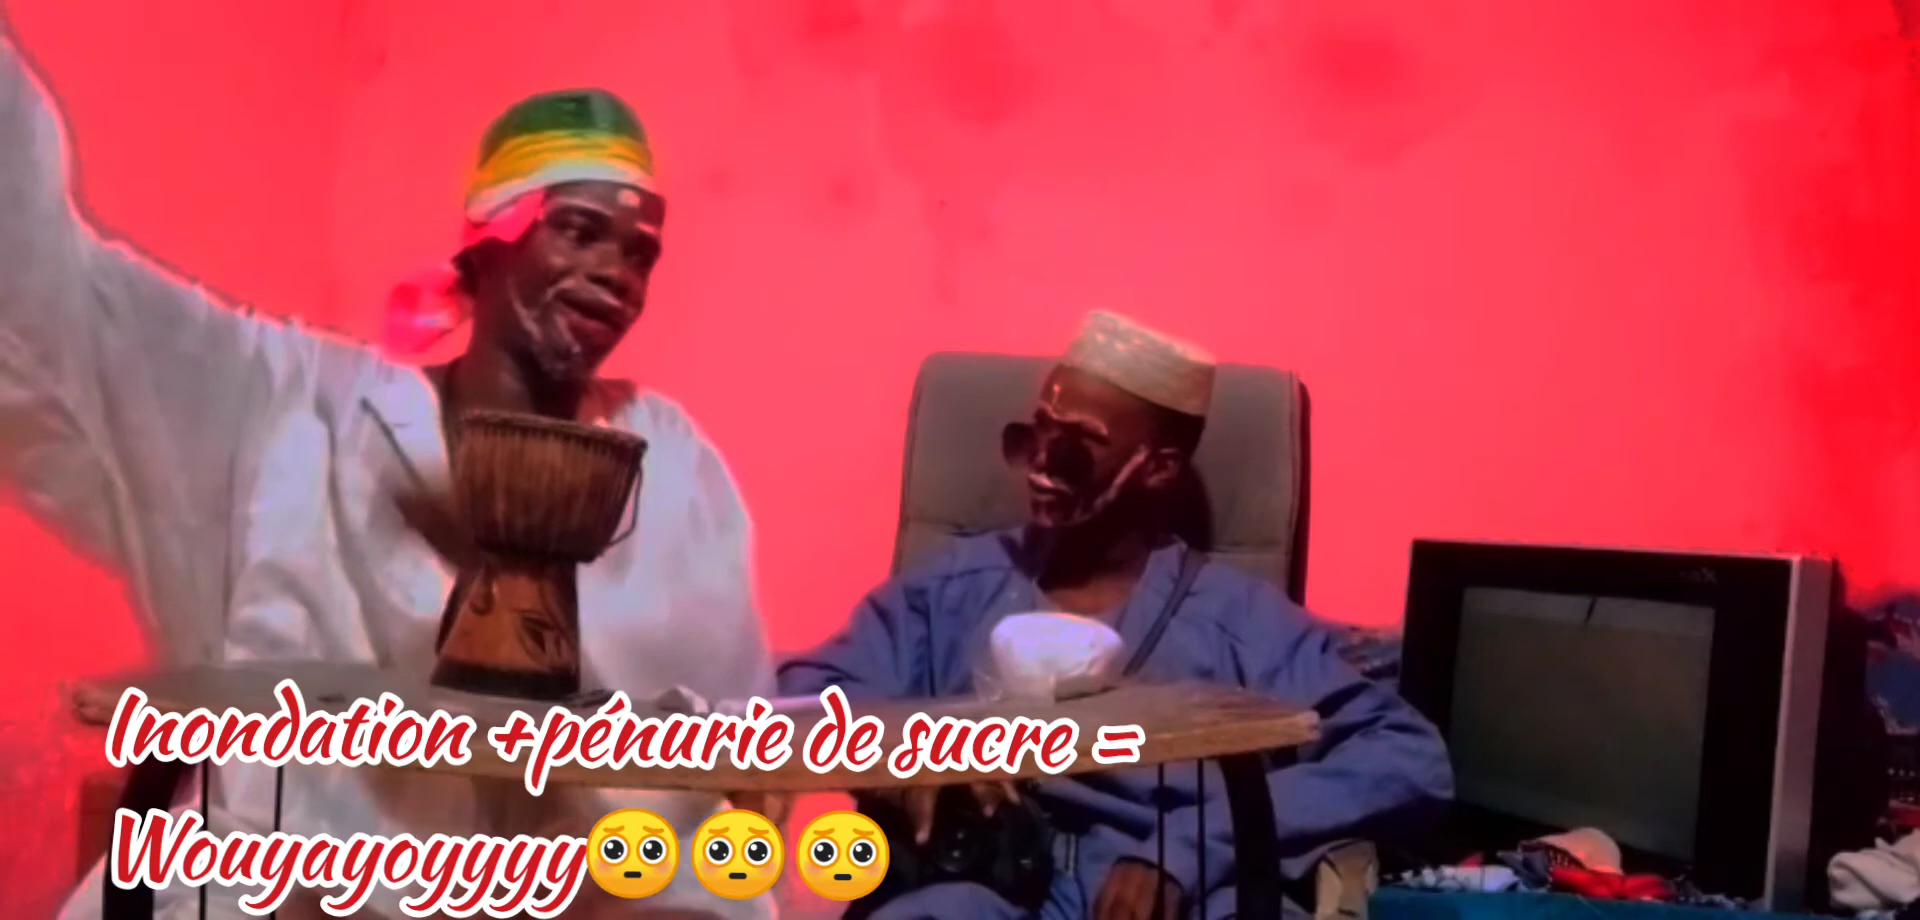 Inondation +pénurie de sucre =
Wouyayoyyyy🥺🥺🥺